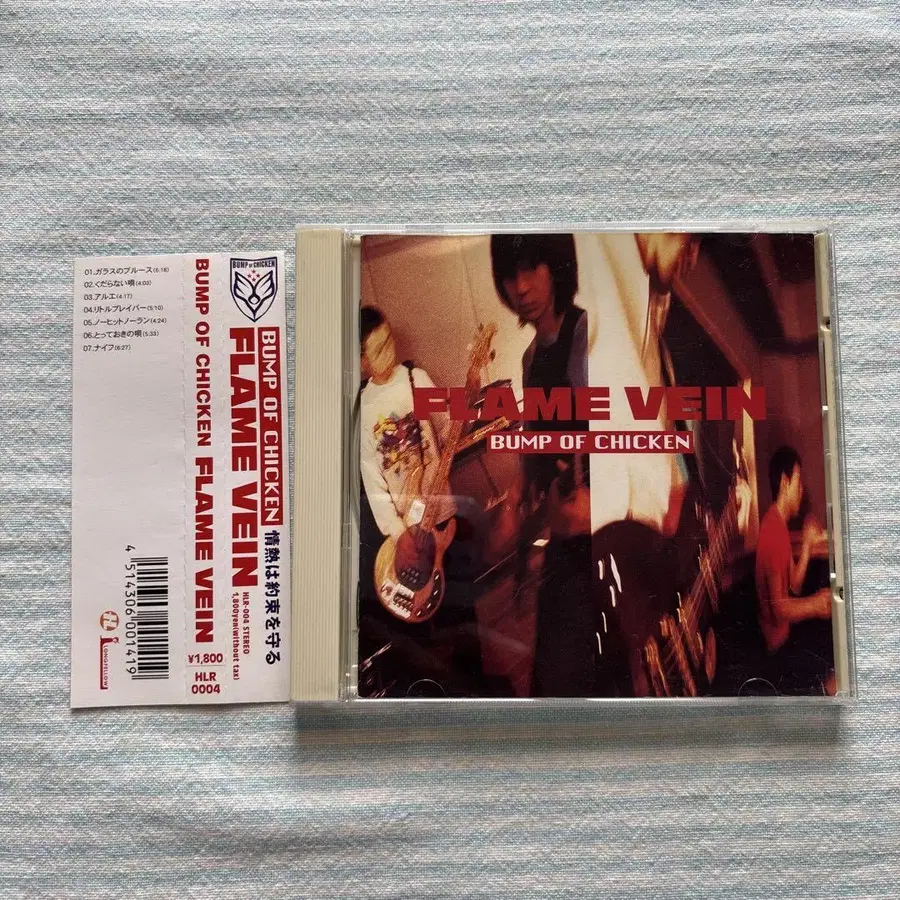 01.ガラスのブルース(6:18)
02.くだらない唄(4:03)
03.アルエ(4:17)
04.リトルブレイバー(5:10)
05.ノーヒットノーラン(4:24)
06.とっておきの唄(5:33)
07.ナイフ(6:27)
4 514306 001419
LONGFELLOW
BUMP OF CHICKEN FLAME VEIN
¥1,800
HLR
0004
BUMP OF CHICKEN
BUMP OF CHICKEN
情熱は約束を守る
FLAME VEIN
HLR-004 STEREO
1,800yen(without tax)
FLAME VEIN
BUMP OF CHICKEN